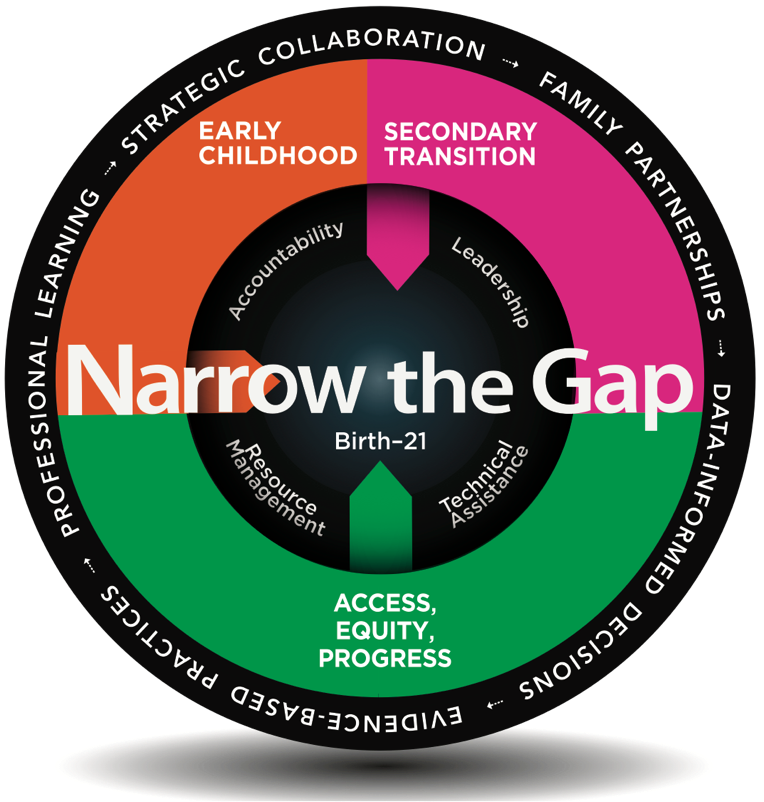 STRATEGIC COLLABORATION → FAMILY PARTNERSHIPS → DATA-INFORMED DECISIONS → EVIDENCE-BASED PRACTICES → PROFESSIONAL LEARNING →
EARLY
CHILDHOOD
SECONDARY
TRANSITION
Accountability
Leadership
Narrow the Gap
Birth–21
Resource
Management
Technical
Assistance
ACCESS,
EQUITY,
PROGRESS